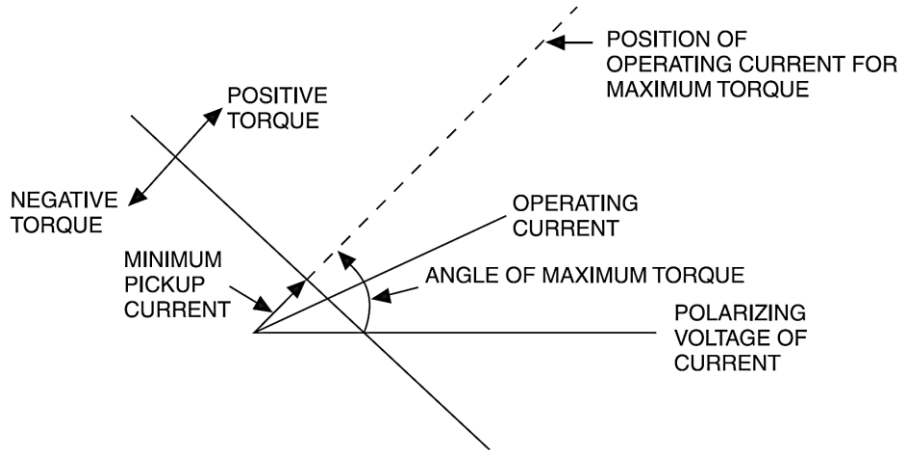 POSITION OF
OPERATING CURRENT FOR
MAXIMUM TORQUE
POSITIVE
TORQUE
NEGATIVE
TORQUE
OPERATING
CURRENT
MINIMUM
PICKUP
CURRENT
ANGLE OF MAXIMUM TORQUE
POLARIZING
VOLTAGE OF
CURRENT